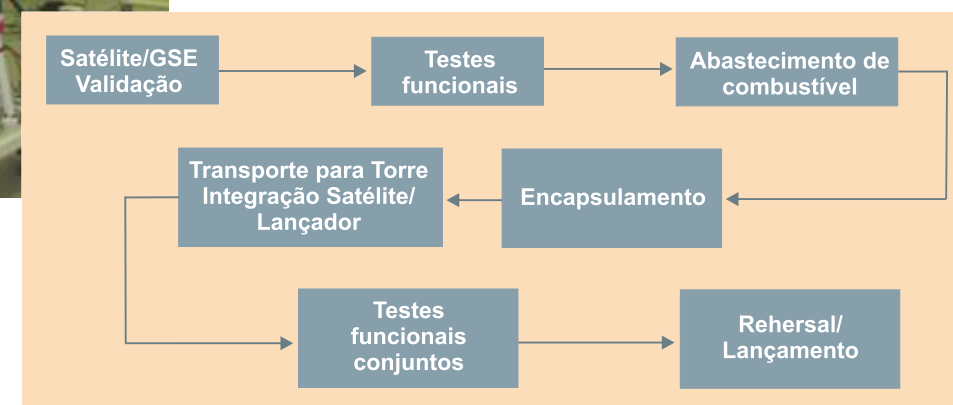 Satélite/GSE
Validação
Testes
funcionais
Abastecimento de
combustível
Encapsulamento
Transporte para Torre
Integração Satélite/
Lançador
Testes
funcionais
conjuntos
Rehersal/
Lançamento